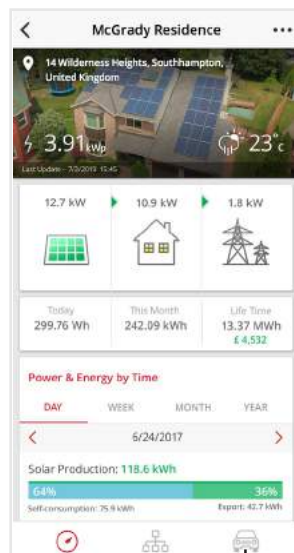 McGrady Residence
14 Wilderness Heights, Southhampton,
United Kingdom
3.91 kWp
23°c
Last Update - 7/2/2019 15:45
12.7 kW
10.9 kW
1.8 kW
Today
This Month
Life Time
299.76 Wh
242.09 kWh
13.37 MWh
£ 4,532
Power & Energy by Time
DAY
WEEK
MONTH
YEAR
6/24/2017
Solar Production: 118.6 kWh
64%
36%
Self-consumption: 75.9 kWh
Export: 42.7 kWh